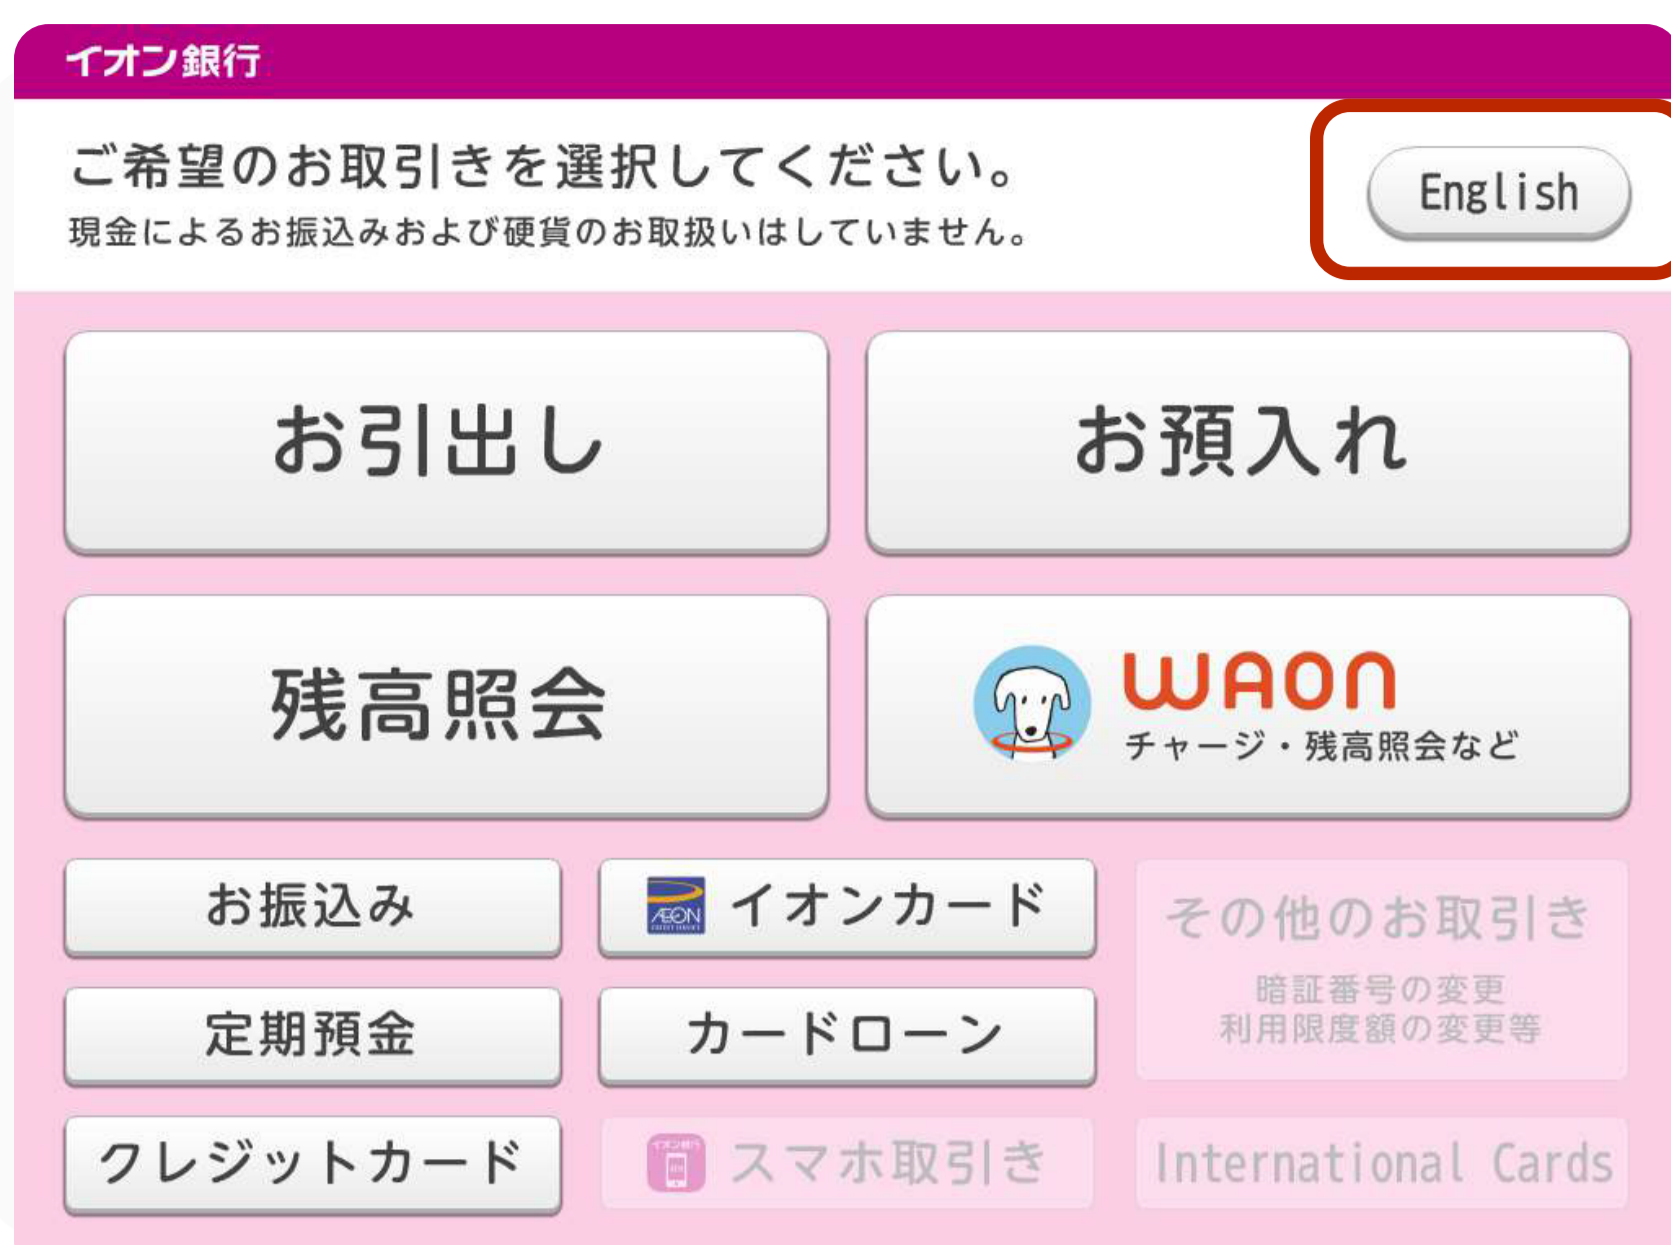 イオン銀行
ご希望のお取引きを選択してください。
現金によるお振込みおよび硬貨のお取扱いはしていません。
English
お引出し
お預入れ
残高照会
WAON
チャージ・残高照会など
お振込み
AEON
イオンカード
その他のお取引き
暗証番号の変更
利用限度額の変更等
定期預金
カードローン
クレジットカード
イオン銀行
スマホ取引き
International Cards